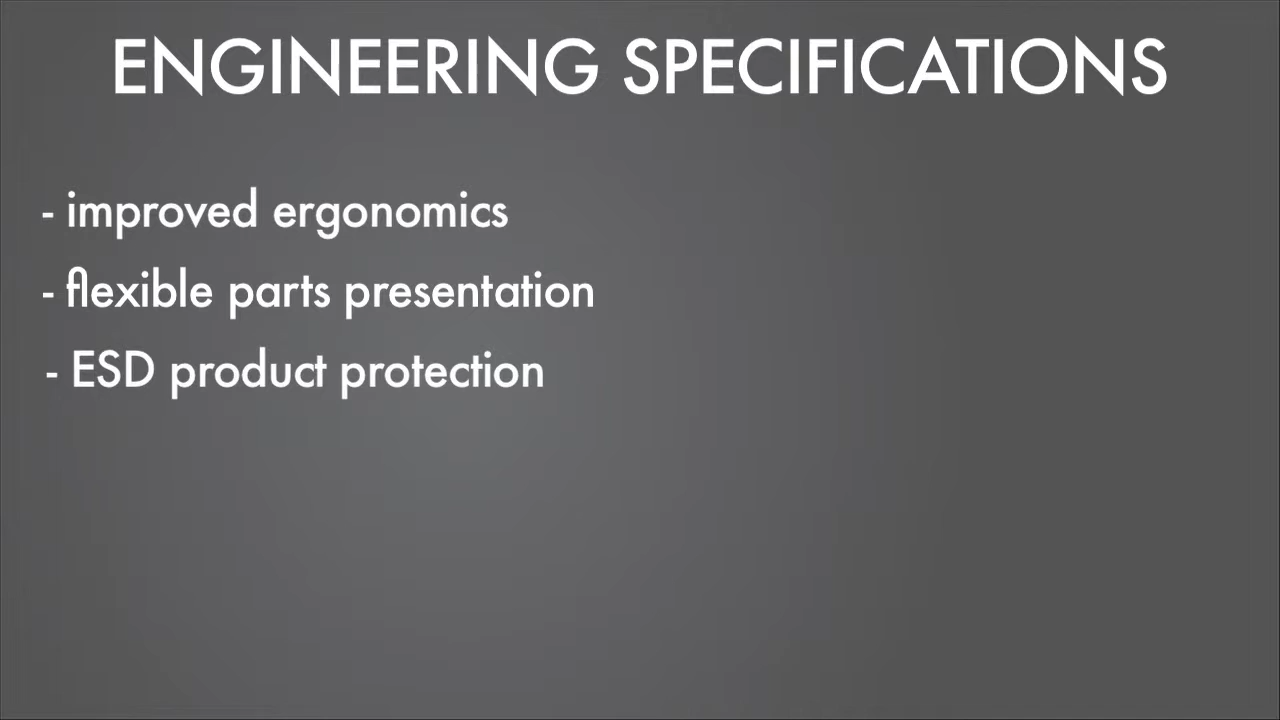 ENGINEERING SPECIFICATIONS
- improved ergonomics
- flexible parts presentation
- ESD product protection